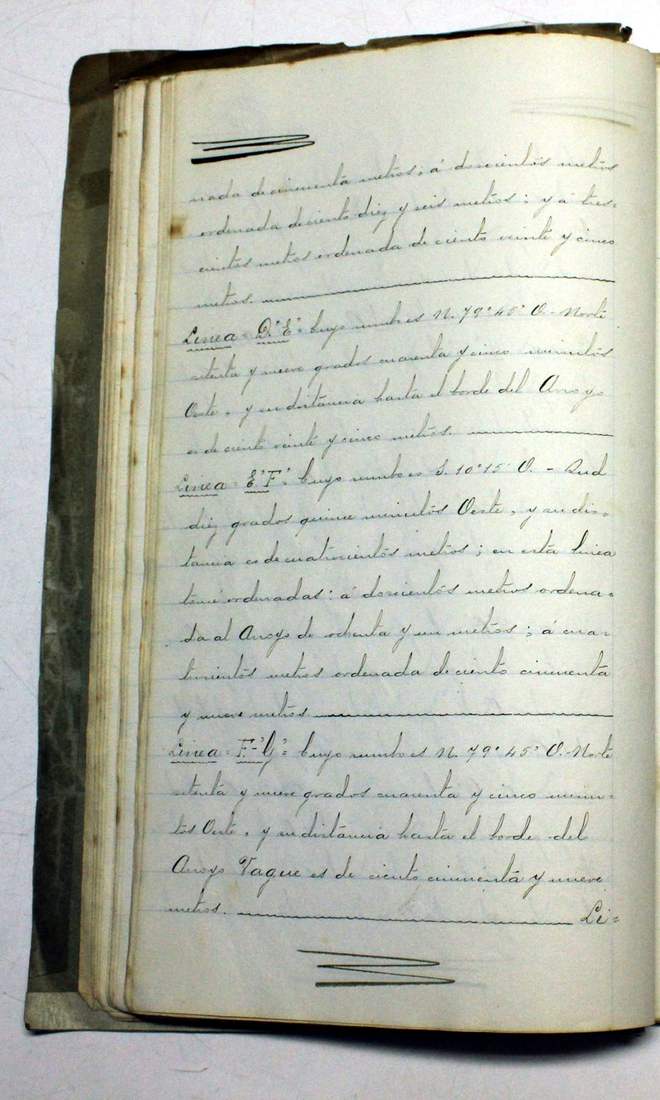 nada de cincuenta metros; á doscientos metros
ordenada de ciento diez y seis metros; y á tres=
cientos metros ordenada de ciento veinte y cinco
metros.
Linea = D'E' = Cuyo rumbo es N. 79° 45' O. - Norte
setenta y nueve grados cuarenta y cinco minutos
Oeste, y su distancia hasta el borde del Arroyo
es de ciento veinte y cinco metros.
Linea = E'F' = Cuyo rumbo es S. 10° 15' O. - Sud
diez grados quince minutos Oeste, y su dis=
tancia es de cuatrocientos metros; en esta linea
tomé ordenadas: á doscientos metros ordena=
da al Arroyo de ochenta y un metros; á cua=
trocientos metros ordenada de ciento cincuenta
y nueve metros
Linea = F'-G' = Cuyo rumbo es N. 79° 45' O. - Norte
setenta y nueve grados cuarenta y cinco minu=
tos Oeste, y su distancia hasta el borde del
Arroyo Tague es de ciento cincuenta y nueve
metros. Li=